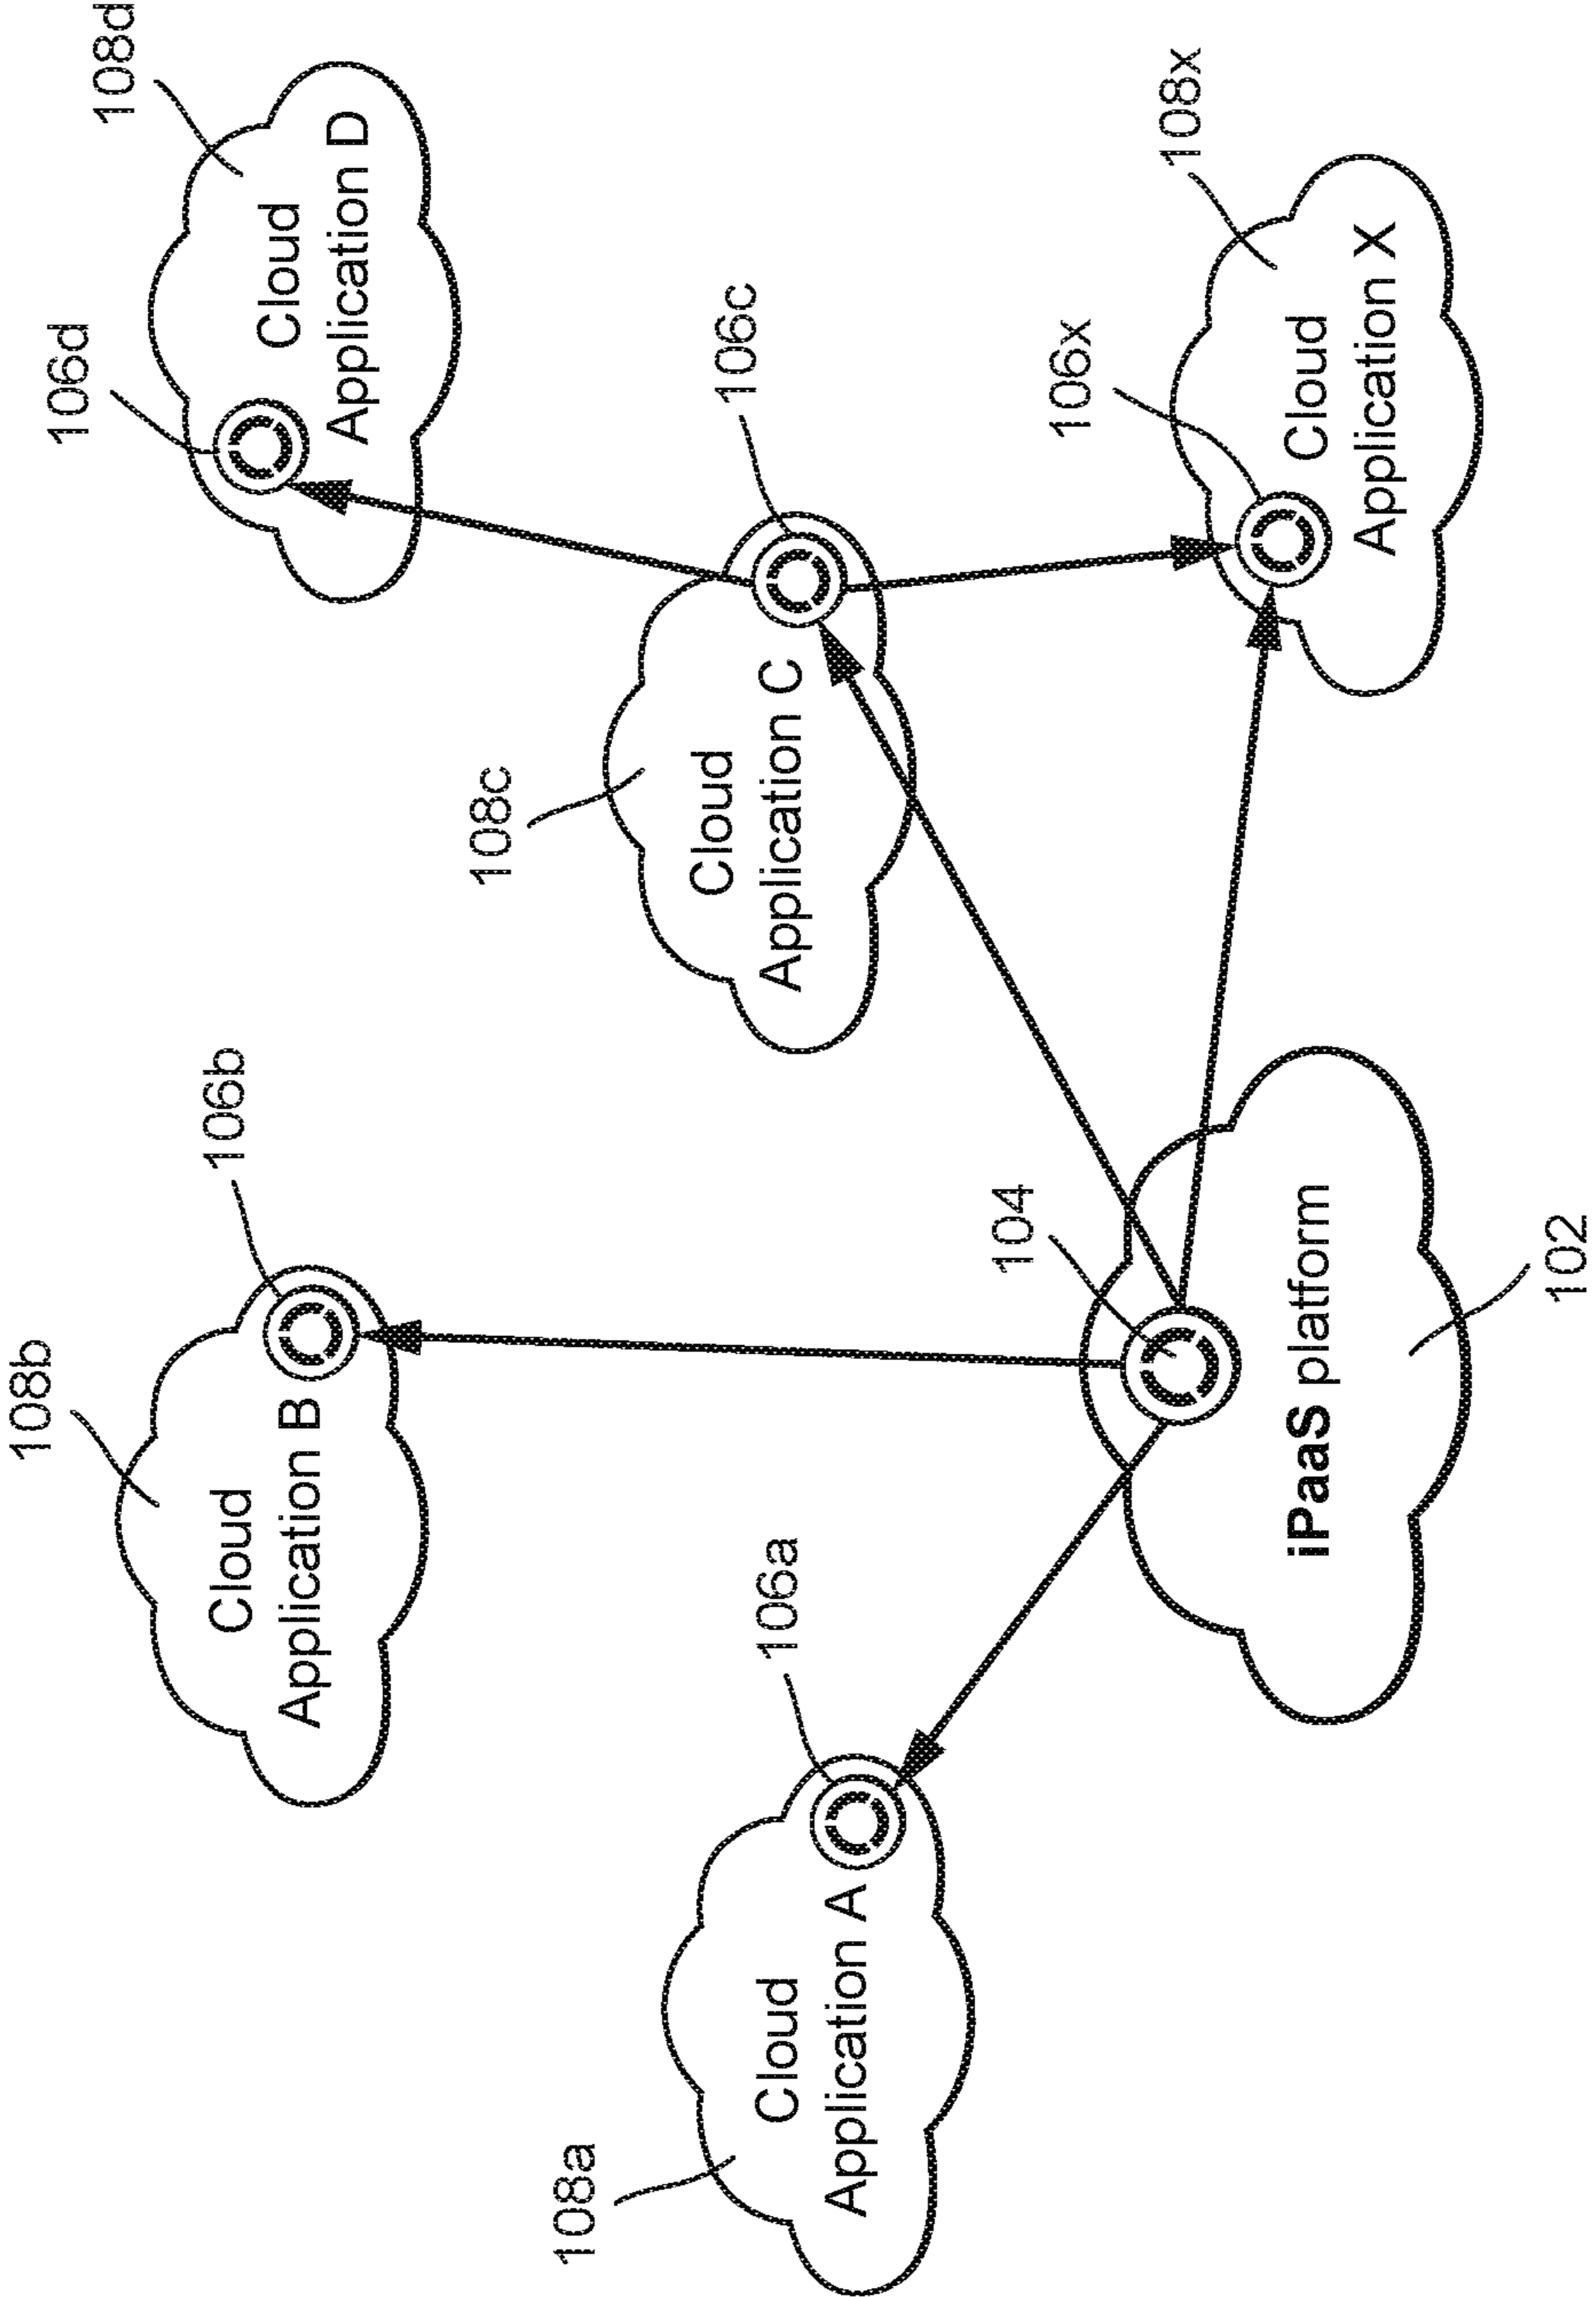 108b
106b
Cloud
Application B
108d
106d
Cloud
Application D
108c
106c
Cloud
Application C
108a
106a
Cloud
Application A
104
iPaaS platform
102
108x
106x
Cloud
Application X